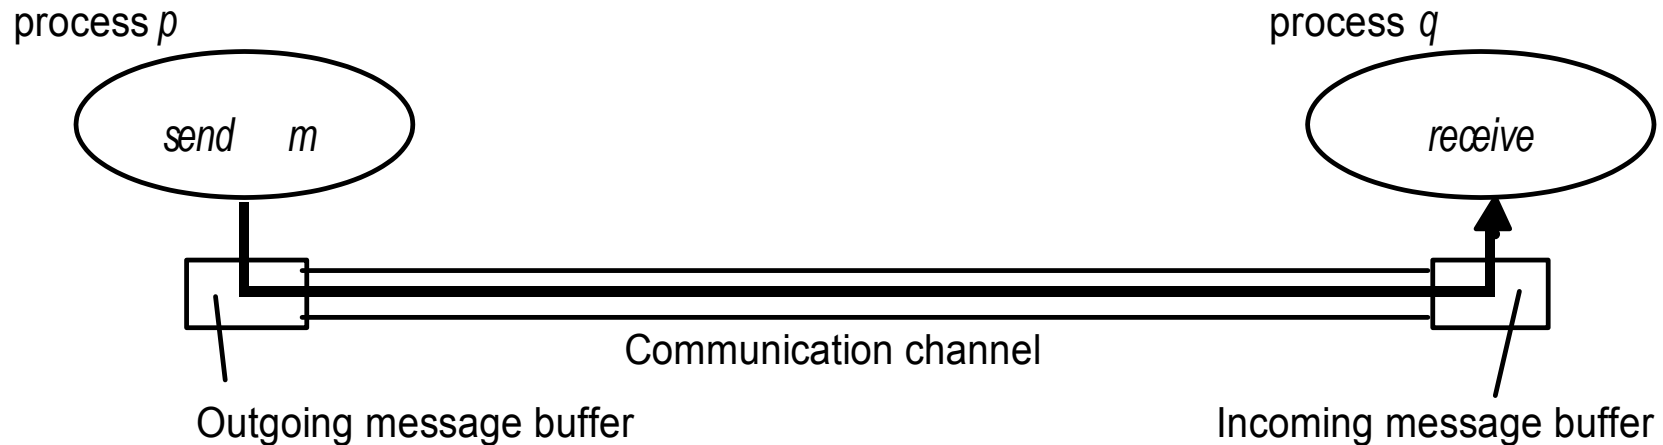 process p
process q
send m
receive
Communication channel
Outgoing message buffer
Incoming message buffer